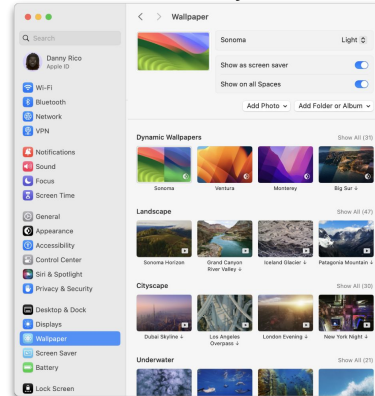 Wallpaper
Search
Danny Rico
Apple ID
Wi-Fi
Bluetooth
Network
VPN
Notifications
Sound
Focus
Screen Time
General
Appearance
Accessibility
Control Center
Siri & Spotlight
Privacy & Security
Desktop & Dock
Displays
Wallpaper
Screen Saver
Battery
Lock Screen
Sonoma Light
Show as screen saver
Show on all Spaces
Add Photo Add Folder or Album
Dynamic Wallpapers Show All (31)
Sonoma Ventura Monterey Big Sur ↓
Landscape Show All (47)
Sonoma Horizon Grand Canyon Iceland Glacier ↓ Patagonia Mountain ↓
River Valley ↓
Cityscape Show All (30)
Dubai Skyline ↓ Los Angeles London Evening ↓ New York Night ↓
Overpass ↓
Underwater Show All (21)